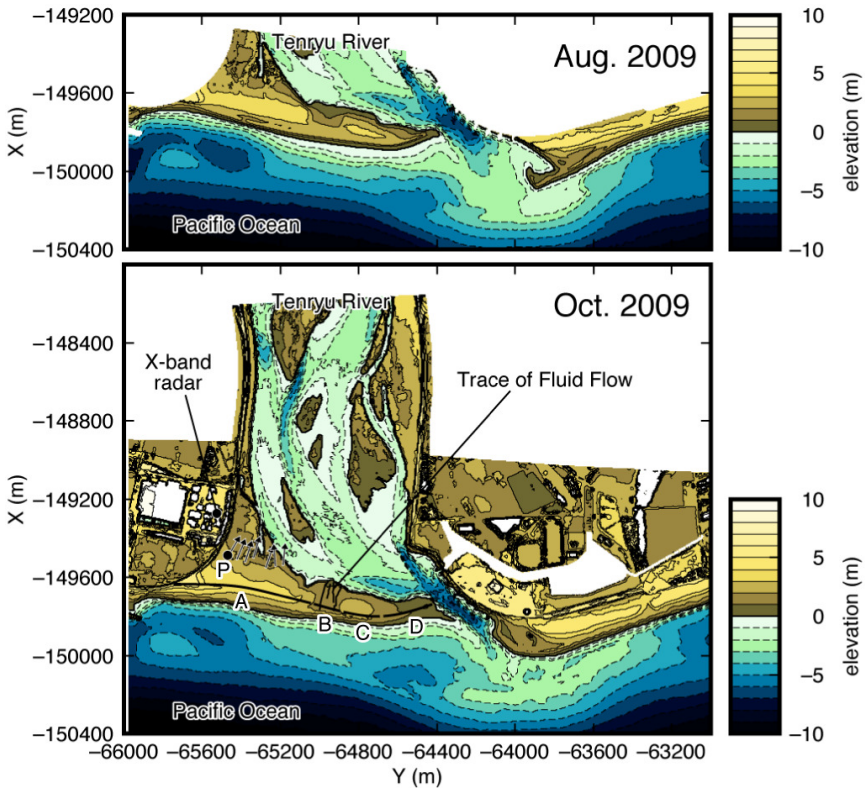 −149200
−149600
−150000
−150400
X (m)
Tenryu River
Aug. 2009
Pacific Ocean
10
5
0
−5
−10
elevation (m)
−148400
−148800
−149200
−149600
−150000
−150400
X (m)
Tenryu River
Oct. 2009
X-band
radar
Trace of Fluid Flow
P
A
B
C
D
Pacific Ocean
10
5
0
−5
−10
elevation (m)
−66000 −65600 −65200 −64800 −64400 −64000 −63600 −63200
Y (m)